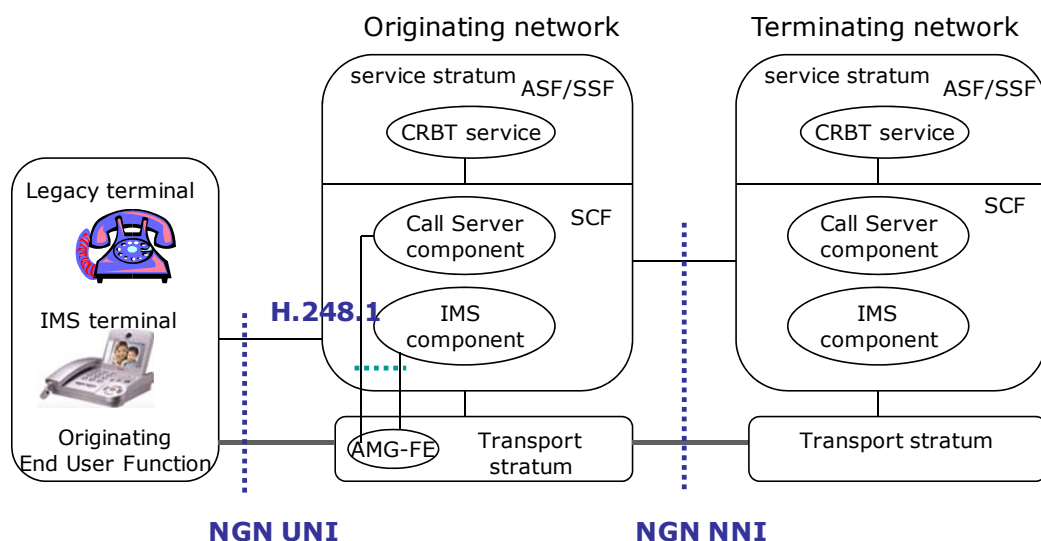 Originating network
Terminating network
service stratum
ASF/SSF
CRBT service
service stratum
ASF/SSF
CRBT service
Legacy terminal
IMS terminal
Originating
End User Function
SCF
Call Server
component
H.248.1
IMS
component
SCF
Call Server
component
IMS
component
AMG-FE
Transport
stratum
Transport stratum
NGN UNI
NGN NNI